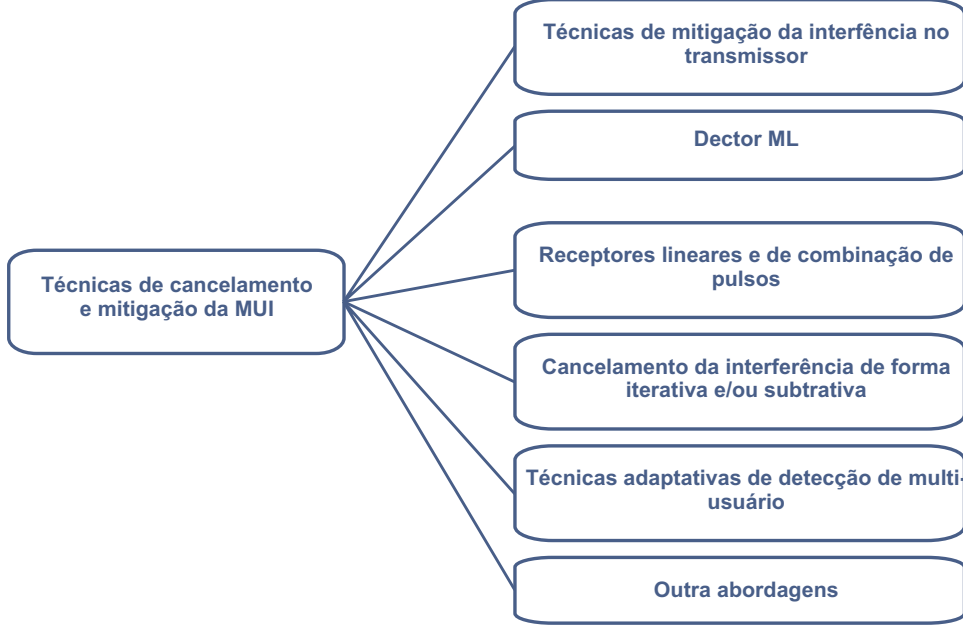 Técnicas de mitigação da interfência no
transmissor
Dector ML
Técnicas de cancelamento
e mitigação da MUI
Receptores lineares e de combinação de
pulsos
Cancelamento da interferência de forma
iterativa e/ou subtrativa
Técnicas adaptativas de detecção de multi-
usuário
Outra abordagens